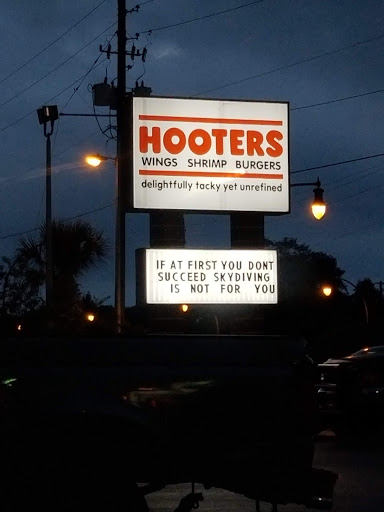 HOOTERS
WINGS SHRIMP BURGERS
delightfully tacky yet unrefined
IF AT FIRST YOU DONT
SUCCEED SKYDIVING
IS NOT FOR YOU